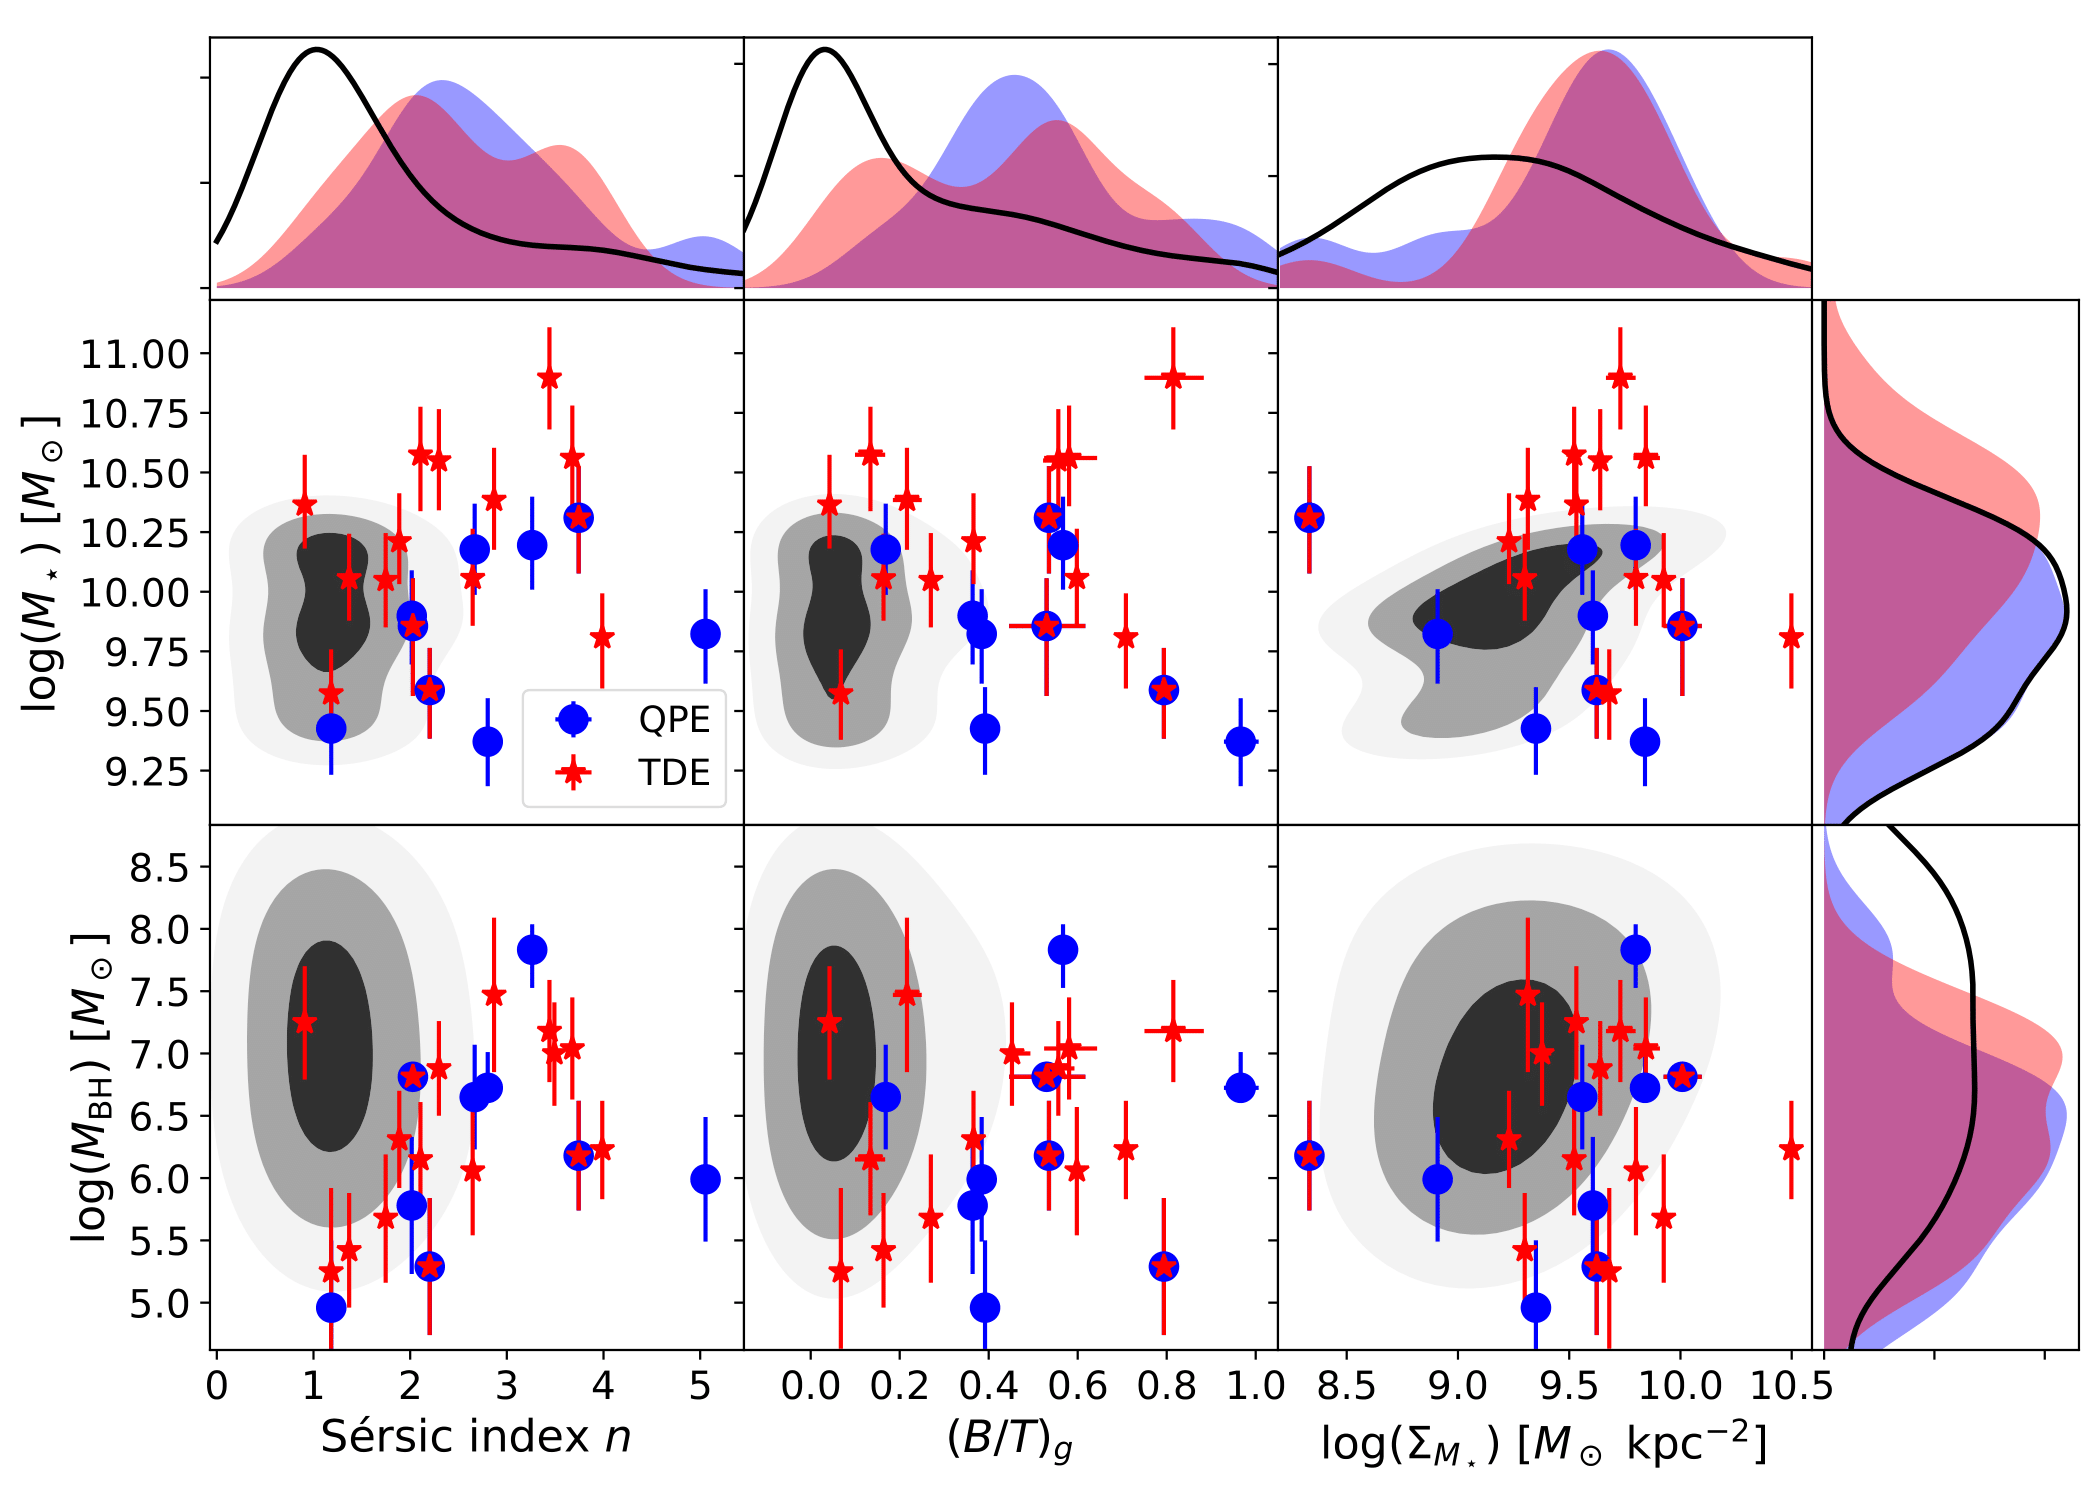 11.00
10.75
10.50
10.25
10.00
9.75
9.50
9.25
log(M⋆) [M⊙]
QPE
TDE
8.5
8.0
7.5
7.0
6.5
6.0
5.5
5.0
log(M_BH) [M⊙]
0 1 2 3 4 5 0.0 0.2 0.4 0.6 0.8 1.0 8.5 9.0 9.5 10.0 10.5
Sérsic index n (B/T)_g log(Σ_M⋆) [M⊙ kpc⁻²]